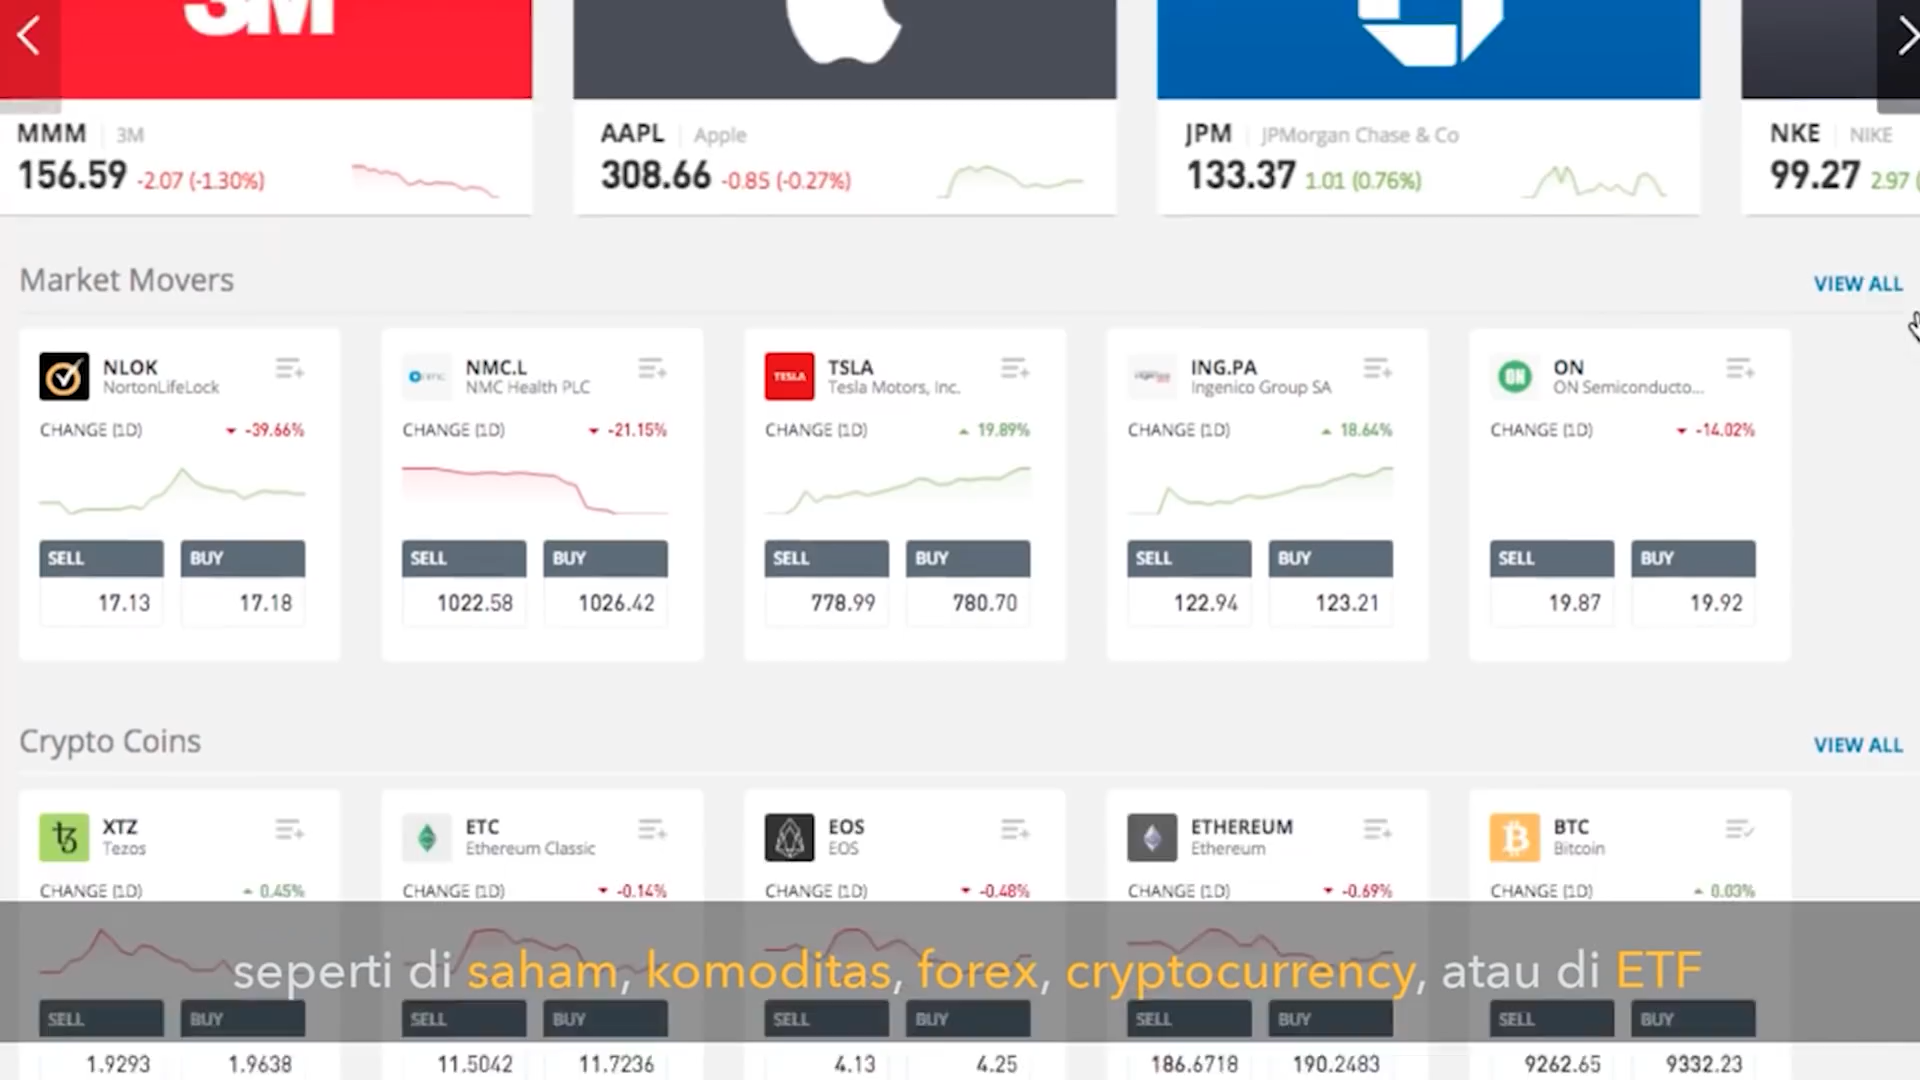 3M
MMM | 3M
156.59 -2.07 (-1.30%)
AAPL | Apple
308.66 -0.85 (-0.27%)
JPM | JPMorgan Chase & Co
133.37 1.01 (0.76%)
NKE | NIKE
99.27 2.97
Market Movers
VIEW ALL
NLOK
NortonLifeLock
CHANGE (1D) -39.66%
SELL BUY
17.13 17.18
NMC.L
NMC Health PLC
CHANGE (1D) -21.15%
SELL BUY
1022.58 1026.42
TESLA
TSLA
Tesla Motors, Inc.
CHANGE (1D) 19.89%
SELL BUY
778.99 780.70
ING.PA
Ingenico Group SA
CHANGE (1D) 18.64%
SELL BUY
122.94 123.21
ON
ON
ON Semiconducto...
CHANGE (1D) -14.02%
SELL BUY
19.87 19.92
Crypto Coins
VIEW ALL
XTZ
Tezos
CHANGE (1D) 0.45%
SELL BUY
1.9293 1.9638
ETC
Ethereum Classic
CHANGE (1D) -0.14%
SELL BUY
11.5042 11.7236
EOS
EOS
CHANGE (1D) -0.48%
SELL BUY
4.13 4.25
ETHEREUM
Ethereum
CHANGE (1D) -0.69%
SELL BUY
186.6718 190.2483
BTC
Bitcoin
CHANGE (1D) 0.03%
SELL BUY
9262.65 9332.23
seperti di saham, komoditas, forex, cryptocurrency, atau di ETF